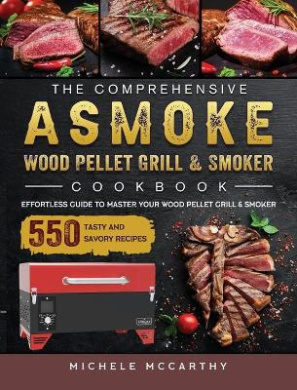 THE COMPREHENSIVE
ASMOKE
WOOD PELLET GRILL & SMOKER
COOKBOOK
EFFORTLESS GUIDE TO MASTER YOUR WOOD PELLET GRILL & SMOKER
550 TASTY AND
SAVORY RECIPES
MICHELE MCCARTHY